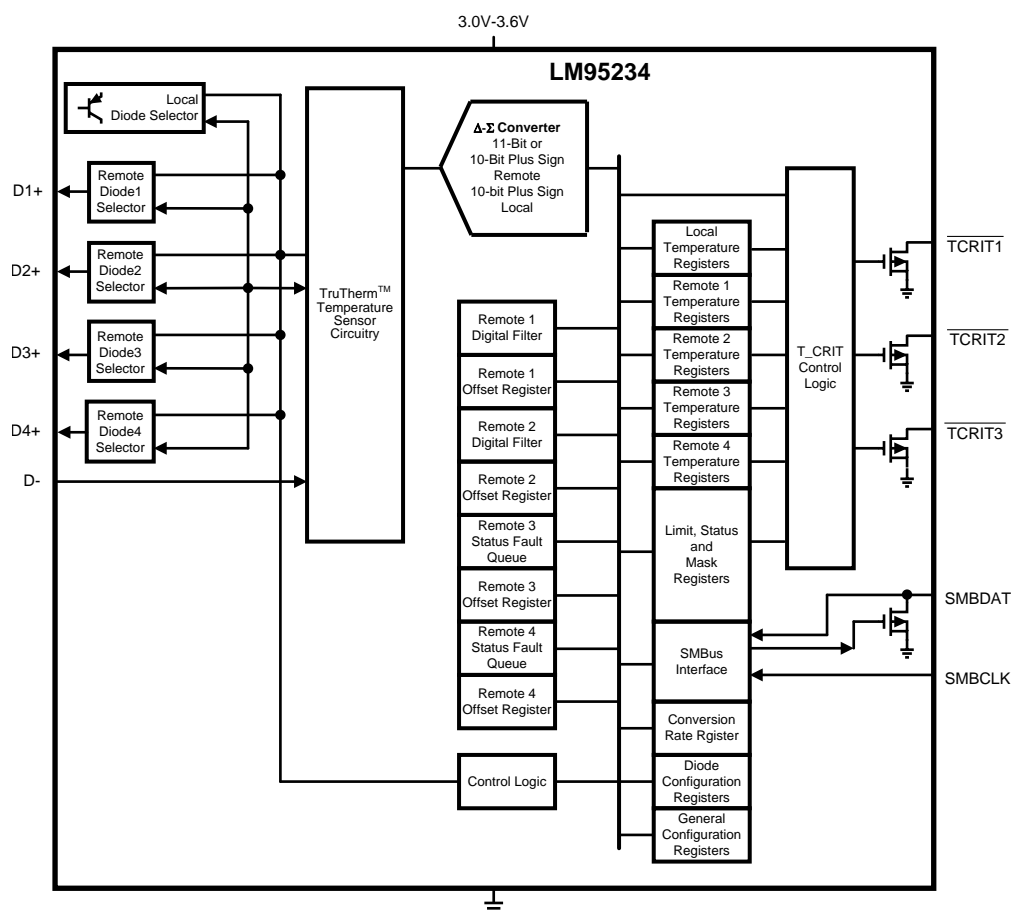 3.0V-3.6V
LM95234
Local
Diode Selector
Remote
Diode1
Selector
Remote
Diode2
Selector
Remote
Diode3
Selector
Remote
Diode4
Selector
D1+
D2+
D3+
D4+
D-
TruTherm™
Temperature
Sensor
Circuitry
Δ-Σ Converter
11-Bit or
10-Bit Plus Sign
Remote
10-bit Plus Sign
Local
Remote 1
Digital Filter
Remote 1
Offset Register
Remote 2
Digital Filter
Remote 2
Offset Register
Remote 3
Status Fault
Queue
Remote 3
Offset Register
Remote 4
Status Fault
Queue
Remote 4
Offset Register
Control Logic
Local
Temperature
Registers
Remote 1
Temperature
Registers
Remote 2
Temperature
Registers
Remote 3
Temperature
Registers
Remote 4
Temperature
Registers
Limit, Status
and
Mask
Registers
SMBus
Interface
Conversion
Rate Rgister
Diode
Configuration
Registers
General
Configuration
Registers
T_CRIT
Control
Logic
TCRIT1
TCRIT2
TCRIT3
SMBDAT
SMBCLK